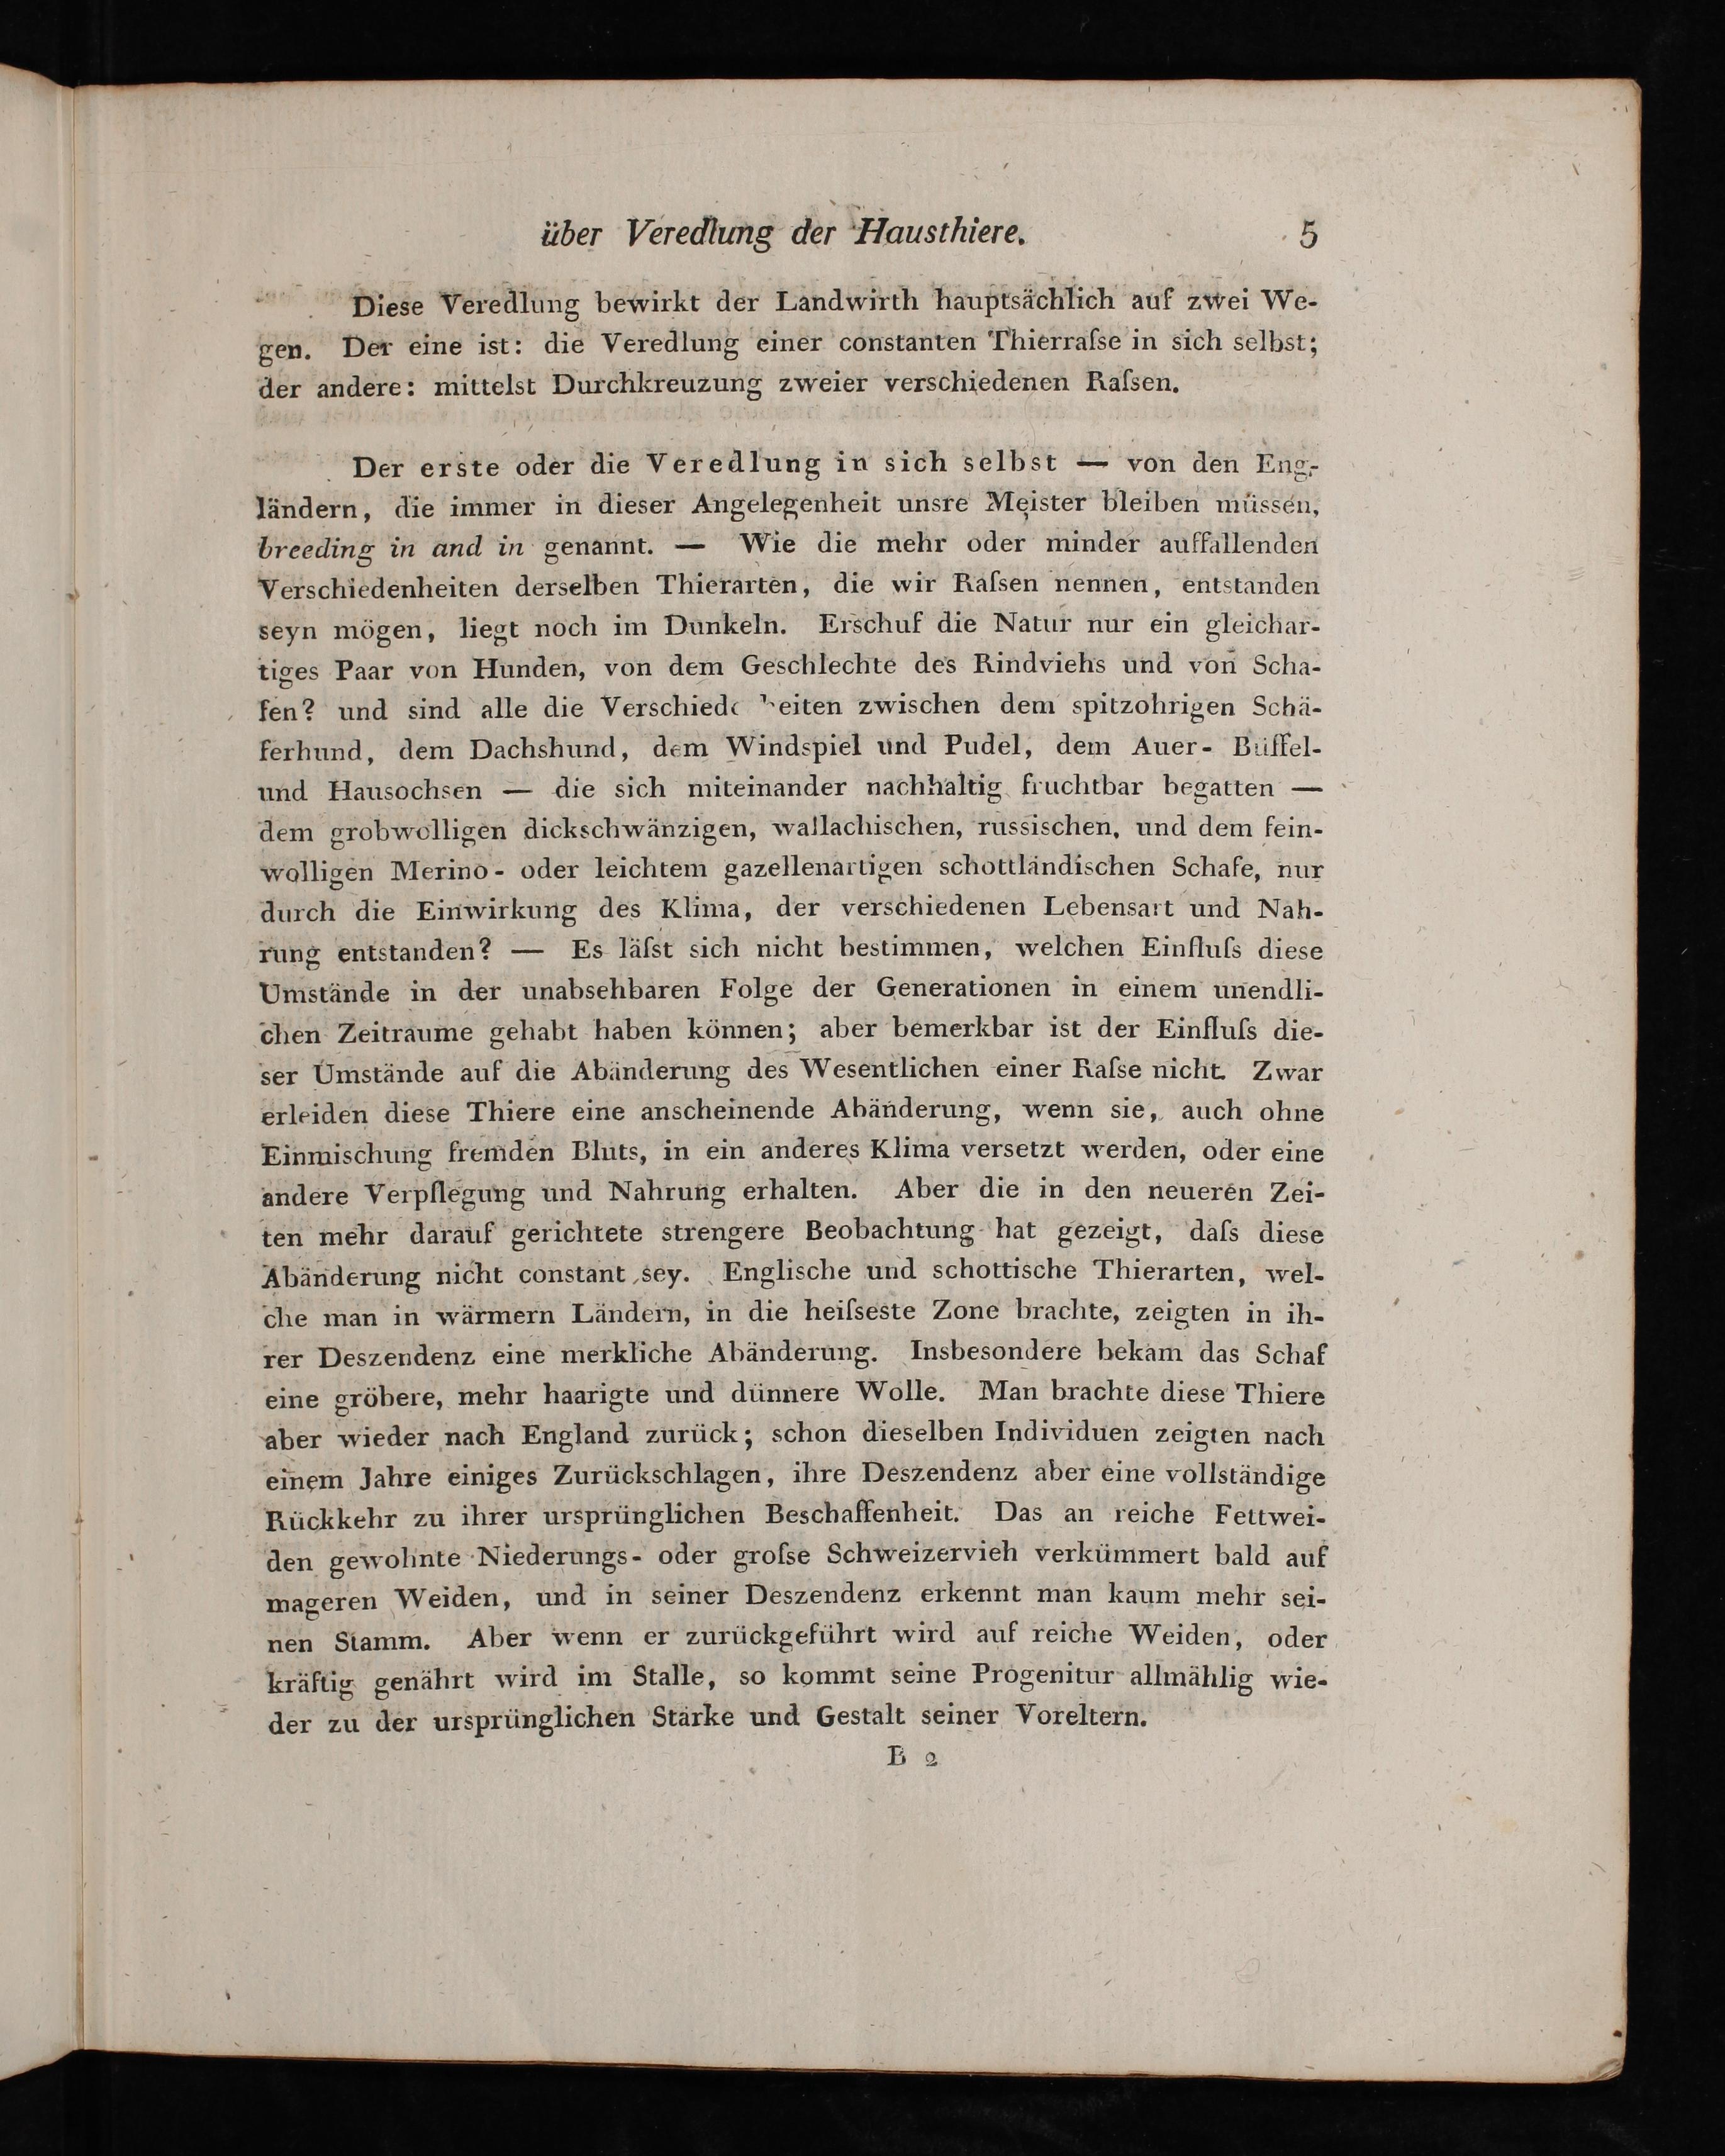 über Veredlung der Hausthiere. 5
Diese Veredlung bewirkt der Landwirth hauptsächlich auf zwei We-
gen. Der eine ist: die Veredlung einer constanten Thierraſse in sich selbst;
der andere: mittelst Durchkreuzung zweier verschiedenen Raſsen.
Der erste oder die Veredlung in sich selbst — von den Eng-
ländern, die immer in dieser Angelegenheit unsre Meister bleiben müssen,
breeding in and in genannt. — Wie die mehr oder minder auffallenden
Verschiedenheiten derselben Thierarten, die wir Raſsen nennen, entstanden
seyn mögen, liegt noch im Dunkeln. Erschuf die Natur nur ein gleichar-
tiges Paar von Hunden, von dem Geschlechte des Rindviehs und von Scha-
fen? und sind alle die zwischen dem spitzohrigen Schä-
ferhund, dem Dachshund, dem Windspiel und Pudel, dem Auer- Büffel-
und Hausochsen — die sich miteinander nachhaltig fruchtbar begatten —
dem grobwolligen dickschwänzigen, wallachischen, russischen, und dem fein-
wolligen Merino- oder leichtem gazellenartigen schottländischen Schafe, nur
durch die Einwirkung des Klima, der verschiedenen Lebensart und Nah-
rung entstanden? — Es läſst sich nicht bestimmen, welchen Einfluſs diese
Umstände in der unabsehbaren Folge der Generationen in einem unendli-
chen Zeitraume gehabt haben können; aber bemerkbar ist der Einfluſs die-
ser Umstände auf die Abänderung des Wesentlichen einer Raſse nicht. Zwar
erleiden diese Thiere eine anscheinende Abänderung, wenn sie, auch ohne
Einmischung fremden Bluts, in ein anderes Klima versetzt werden, oder eine
andere Verpflegung und Nahrung erhalten. Aber die in den neueren Zei-
ten mehr darauf gerichtete strengere Beobachtung hat gezeigt, daſs diese
Abänderung nicht constant sey. Englische und schottische Thierarten, wel-
che man in wärmern Ländern, in die heiſseste Zone brachte, zeigten in ih-
rer Deszendenz eine merkliche Abänderung. Insbesondere bekam das Schaf
eine gröbere, mehr haarigte und dünnere Wolle. Man brachte diese Thiere
aber wieder nach England zurück; schon dieselben Individuen zeigten nach
einem Jahre einiges Zurückschlagen, ihre Deszendenz aber eine vollständige
Rückkehr zu ihrer ursprünglichen Beschaffenheit. Das an reiche Fettwei-
den gewohnte Niederungs- oder groſse Schweizervieh verkümmert bald auf
mageren Weiden, und in seiner Deszendenz erkennt man kaum mehr sei-
nen Stamm. Aber wenn er zurückgeführt wird auf reiche Weiden, oder
kräftig genährt wird im Stalle, so kommt seine Progenitur allmählig wie-
der zu der ursprünglichen Stärke und Gestalt seiner Voreltern.
B 2